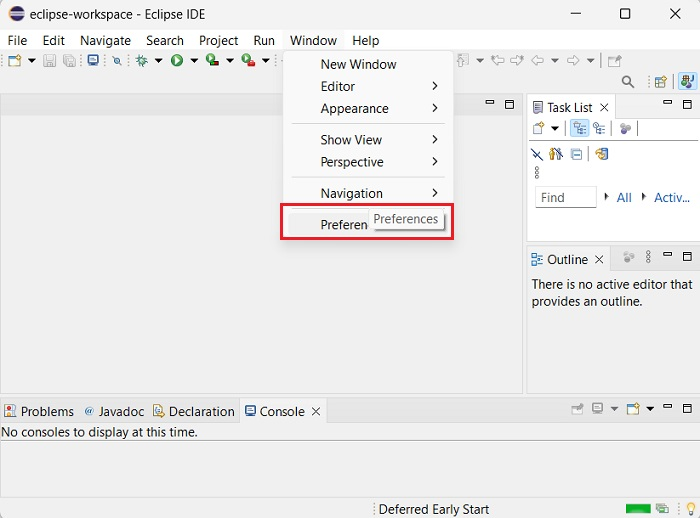 eclipse-workspace - Eclipse IDE
File Edit Navigate Search Project Run Window Help
New Window
Editor
Appearance
Show View
Perspective
Navigation
Preferen
Preferences
Task List
Find
All
Activ...
Outline
There is no active editor that
provides an outline.
Problems @ Javadoc Declaration Console
No consoles to display at this time.
Deferred Early Start